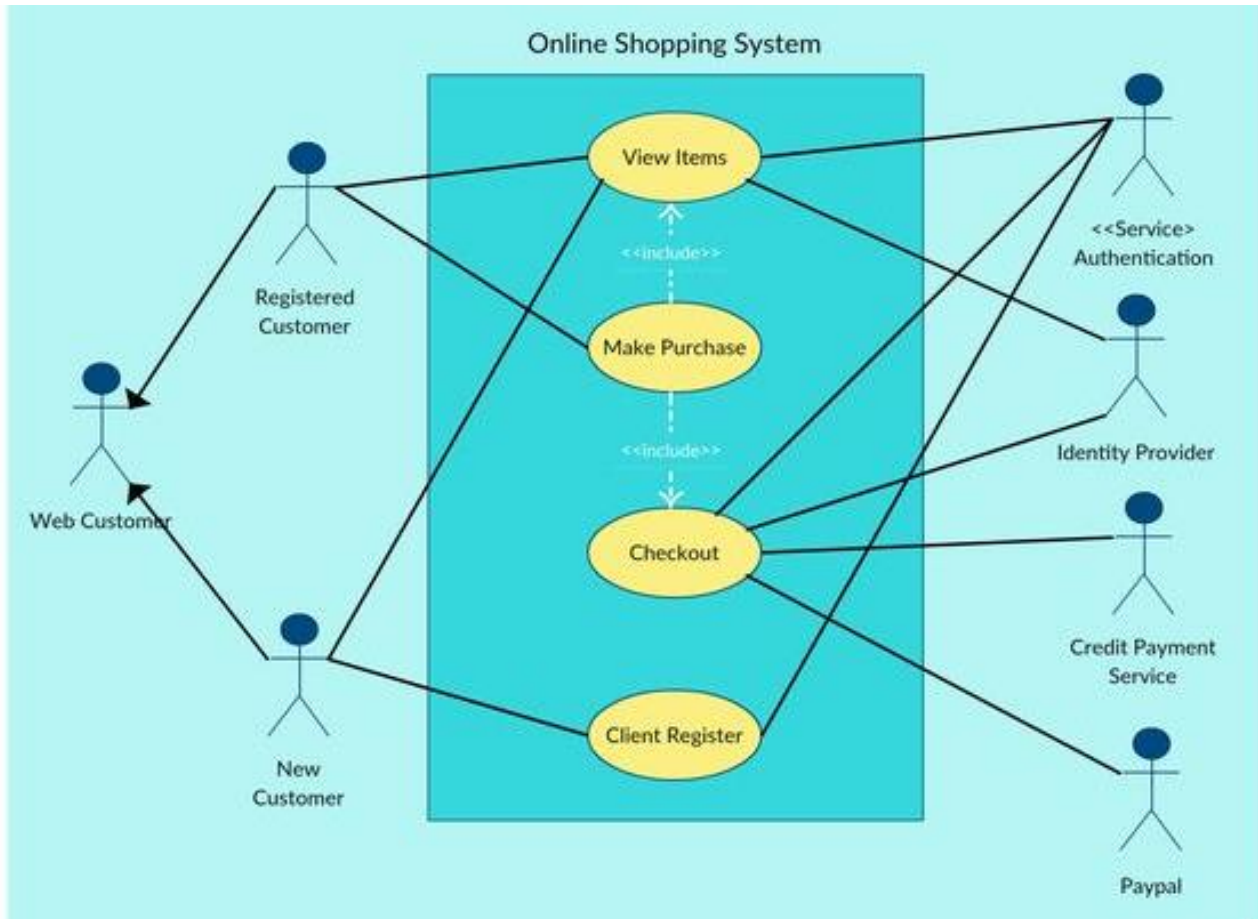 Online Shopping System
View Items
<<Service>
Authentication
<<include>>
Registered
Customer
Make Purchase
<<include>>
Identity Provider
Web Customer
Checkout
Credit Payment
Service
Client Register
New
Customer
Paypal